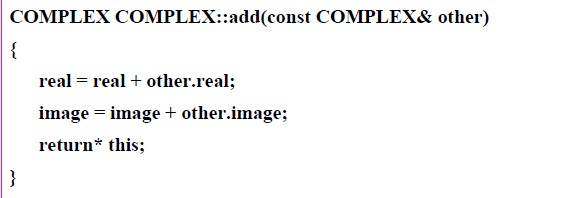 COMPLEX COMPLEX::add(const COMPLEX& other)
{
real = real + other.real;
image = image + other.image;
return* this;
}